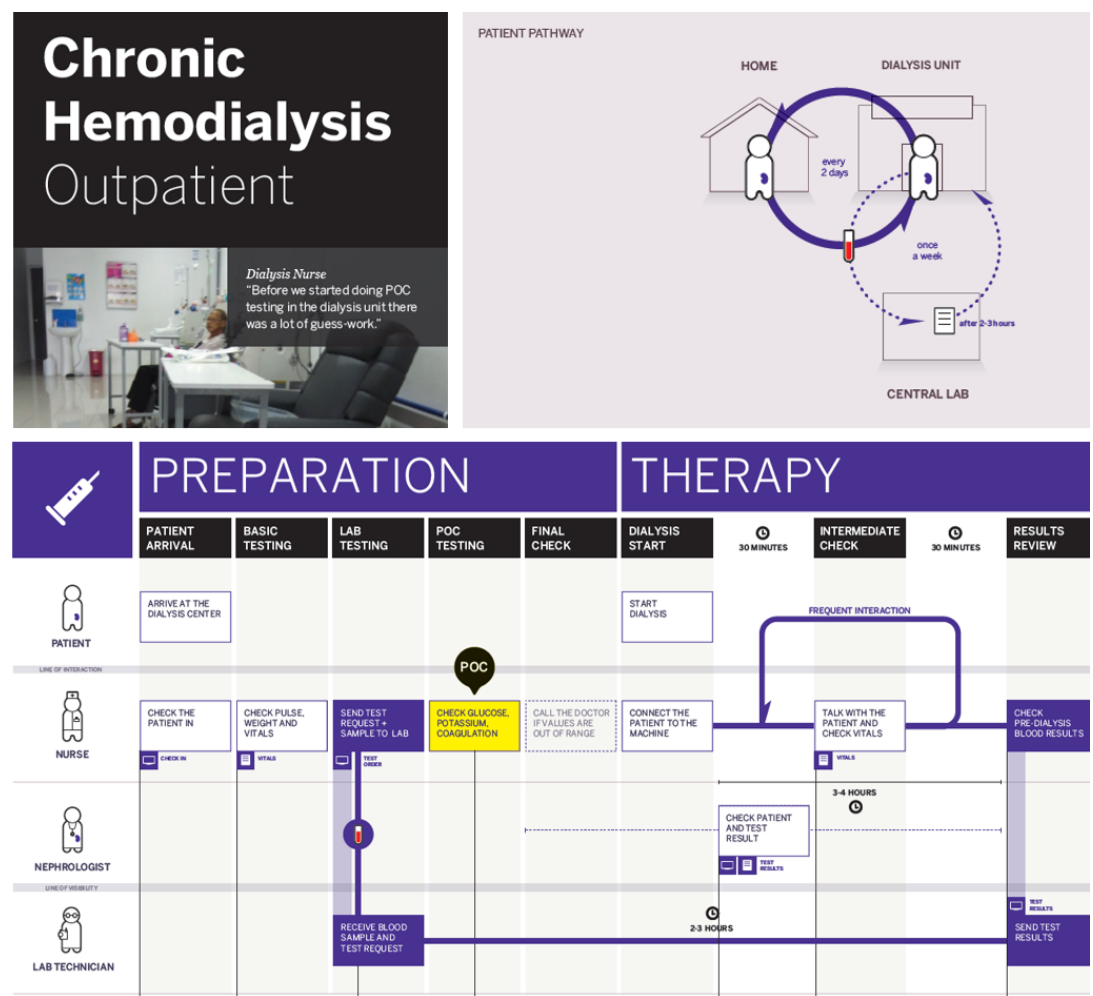 Chronic
Hemodialysis
Outpatient
Dialysis Nurse
“Before we started doing POC
testing in the dialysis unit there
was a lot of guess-work.”
PATIENT PATHWAY
HOME
DIALYSIS UNIT
every
2 days
once
a week
after 2-3 hours
CENTRAL LAB
PREPARATION
THERAPY
PATIENT
ARRIVAL
BASIC
TESTING
LAB
TESTING
POC
TESTING
FINAL
CHECK
DIALYSIS
START
30 MINUTES
INTERMEDIATE
CHECK
30 MINUTES
RESULTS
REVIEW
PATIENT
ARRIVE AT THE
DIALYSIS CENTER
START
DIALYSIS
FREQUENT INTERACTION
LINE OF INTERACTION
POC
NURSE
CHECK THE
PATIENT IN
CHECK IN
CHECK PULSE,
WEIGHT AND
VITALS
VITALS
SEND TEST
REQUEST +
SAMPLE TO LAB
TEST
ORDER
CHECK GLUCOSE,
POTASSIUM,
COAGULATION
CALL THE DOCTOR
IF VALUES ARE
OUT OF RANGE
CONNECT THE
PATIENT TO THE
MACHINE
TALK WITH THE
PATIENT AND
CHECK VITALS
VITALS
CHECK
PRE-DIALYSIS
BLOOD RESULTS
3-4 HOURS
NEPHROLOGIST
CHECK PATIENT
AND TEST
RESULT
TEST
RESULTS
LINE OF VISIBILITY
LAB TECHNICIAN
RECEIVE BLOOD
SAMPLE AND
TEST REQUEST
2-3 HOURS
TEST
RESULTS
SEND TEST
RESULTS